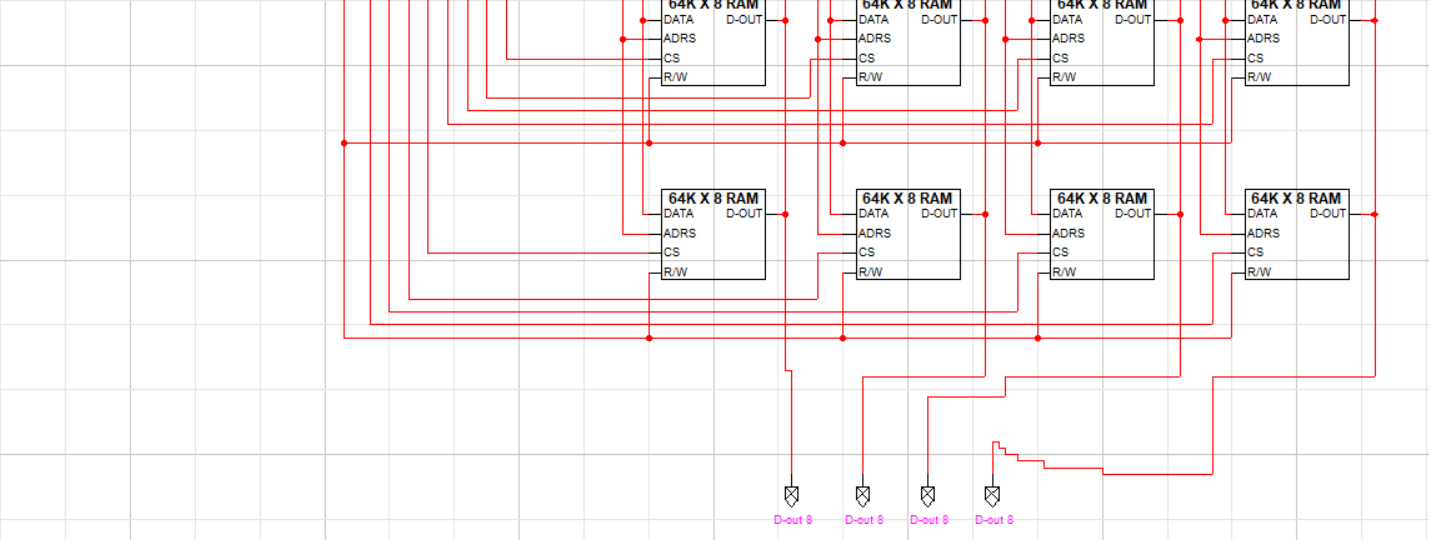 64K X 8 RAM 64K X 8 RAM 64K X 8 RAM 64K X 8 RAM
DATA D-OUT DATA D-OUT DATA D-OUT DATA D-OUT
ADRS ADRS ADRS ADRS
CS CS CS CS
R/W R/W R/W R/W
64K X 8 RAM 64K X 8 RAM 64K X 8 RAM 64K X 8 RAM
DATA D-OUT DATA D-OUT DATA D-OUT DATA D-OUT
ADRS ADRS ADRS ADRS
CS CS CS CS
R/W R/W R/W R/W
D-out 8 D-out 8 D-out 8 D-out 8